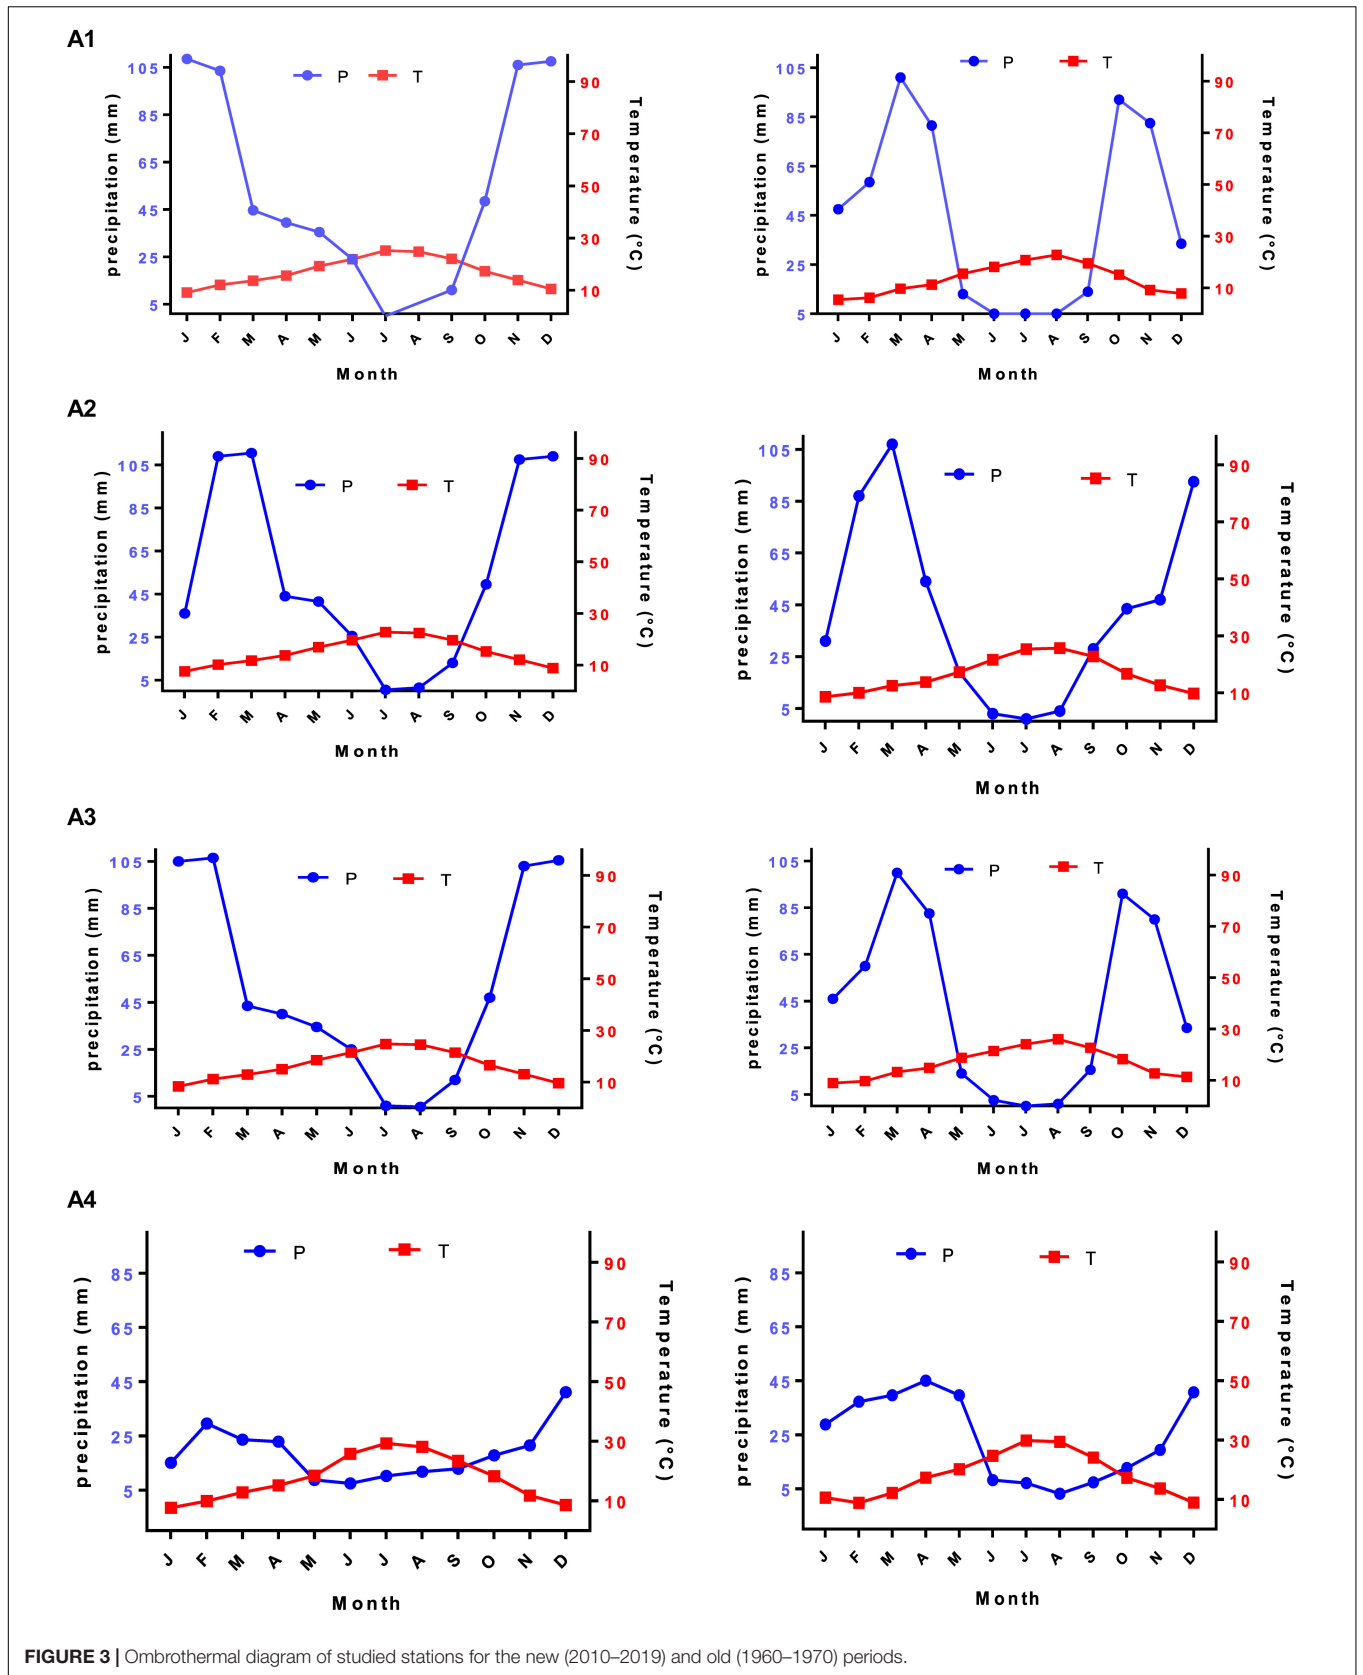 A1
P T
P T
105
85
65
45
25
5
90
70
50
30
10
precipitation (mm)
Temperature (°C)
J F M A M J J A S O N D
Month
105
85
65
45
25
5
90
70
50
30
10
precipitation (mm)
Temperature (°C)
J F M A M J J A S O N D
Month
A2
P T
P T
105
85
65
45
25
5
90
70
50
30
10
precipitation (mm)
Temperature (°C)
J F M A M J J A S O N D
Month
105
85
65
45
25
5
90
70
50
30
10
precipitation (mm)
Temperature (°C)
J F M A M J J A S O N D
Month
A3
P T
P T
105
85
65
45
25
5
90
70
50
30
10
precipitation (mm)
Temperature (°C)
J F M A M J J A S O N D
Month
105
85
65
45
25
5
90
70
50
30
10
precipitation (mm)
Temperature (°C)
J F M A M J J A S O N D
Month
A4
P T
P T
85
65
45
25
5
90
70
50
30
10
precipitation (mm)
Temperature (°C)
J F M A M J J A S O N D
Month
85
65
45
25
5
90
70
50
30
10
precipitation (mm)
Temperature (°C)
J F M A M J J A S O N D
Month
FIGURE 3 | Ombrothermal diagram of studied stations for the new (2010–2019) and old (1960–1970) periods.